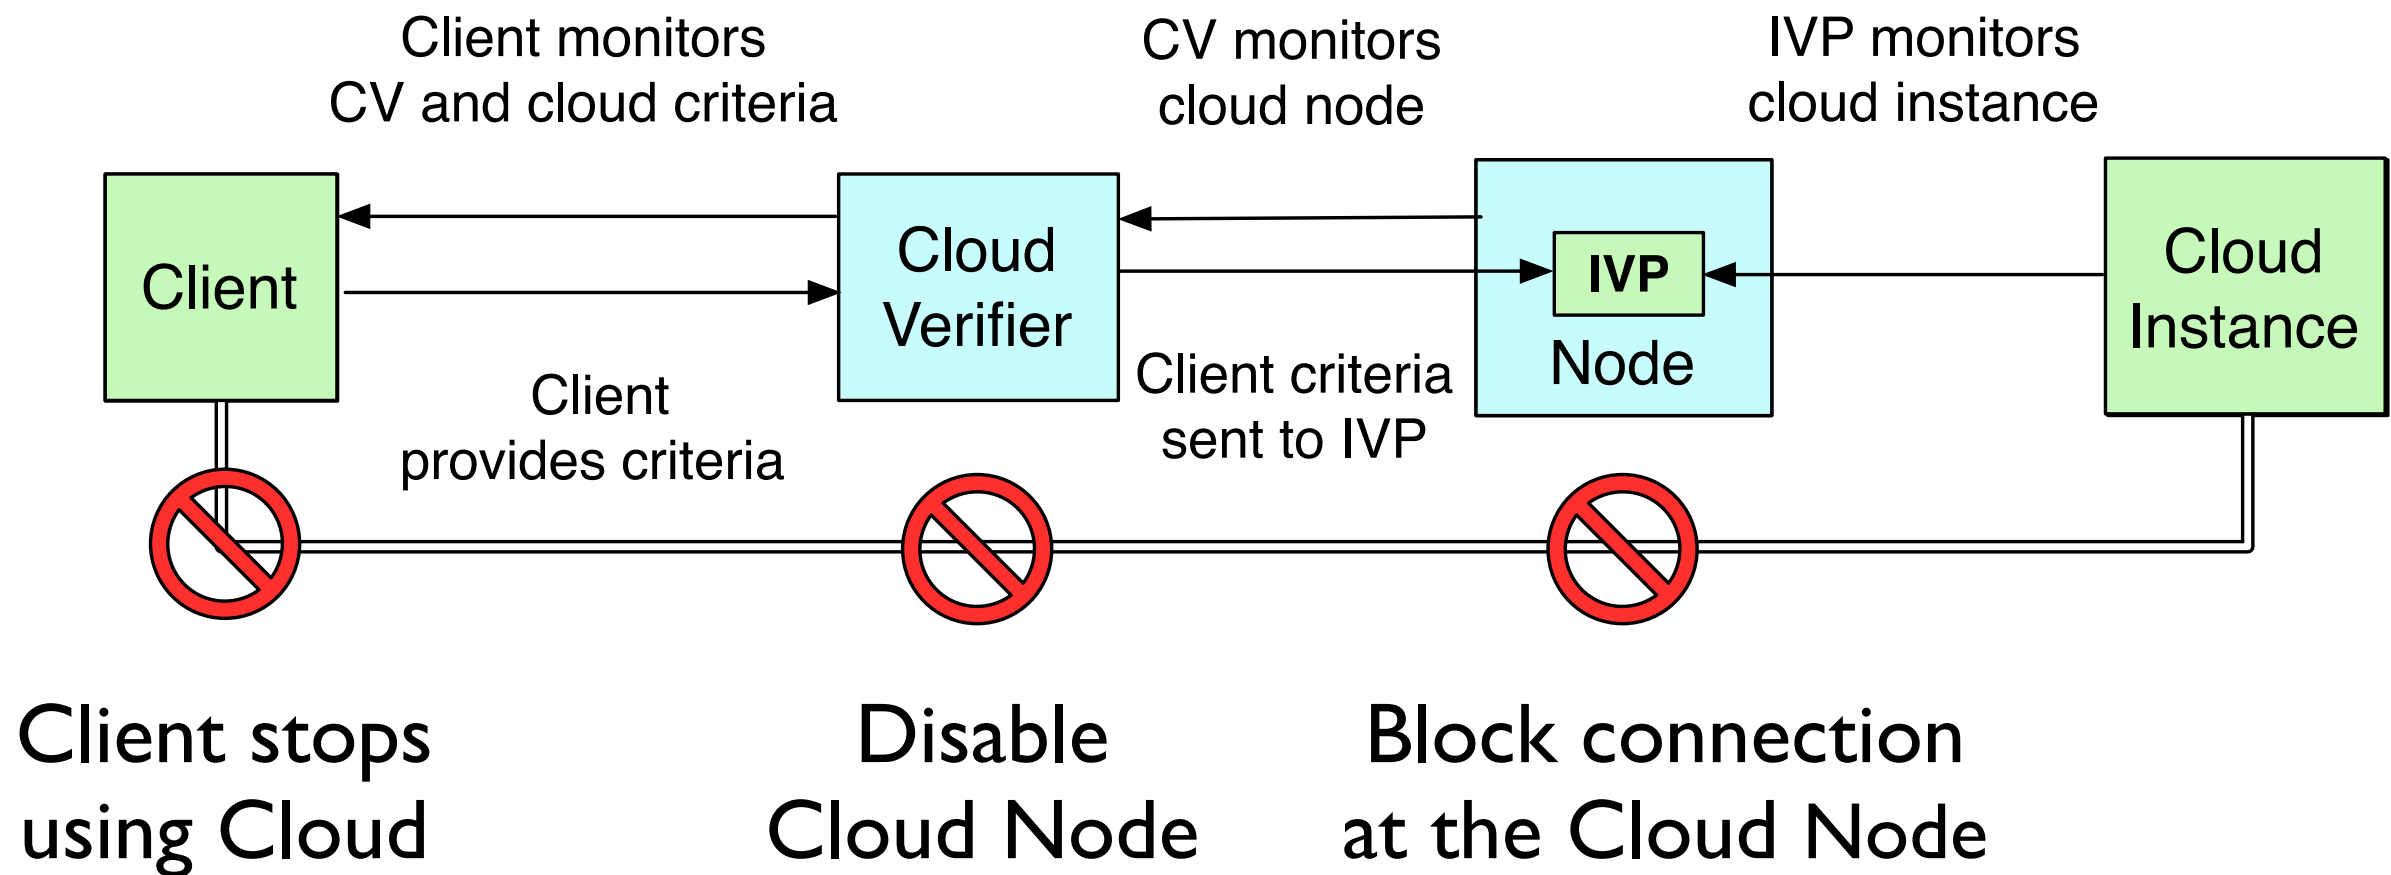 Client monitors
CV and cloud criteria
CV monitors
cloud node
IVP monitors
cloud instance
Client
Cloud
Verifier
IVP
Node
Cloud
Instance
Client
provides criteria
Client criteria
sent to IVP
Client stops
using Cloud
Disable
Cloud Node
Block connection
at the Cloud Node